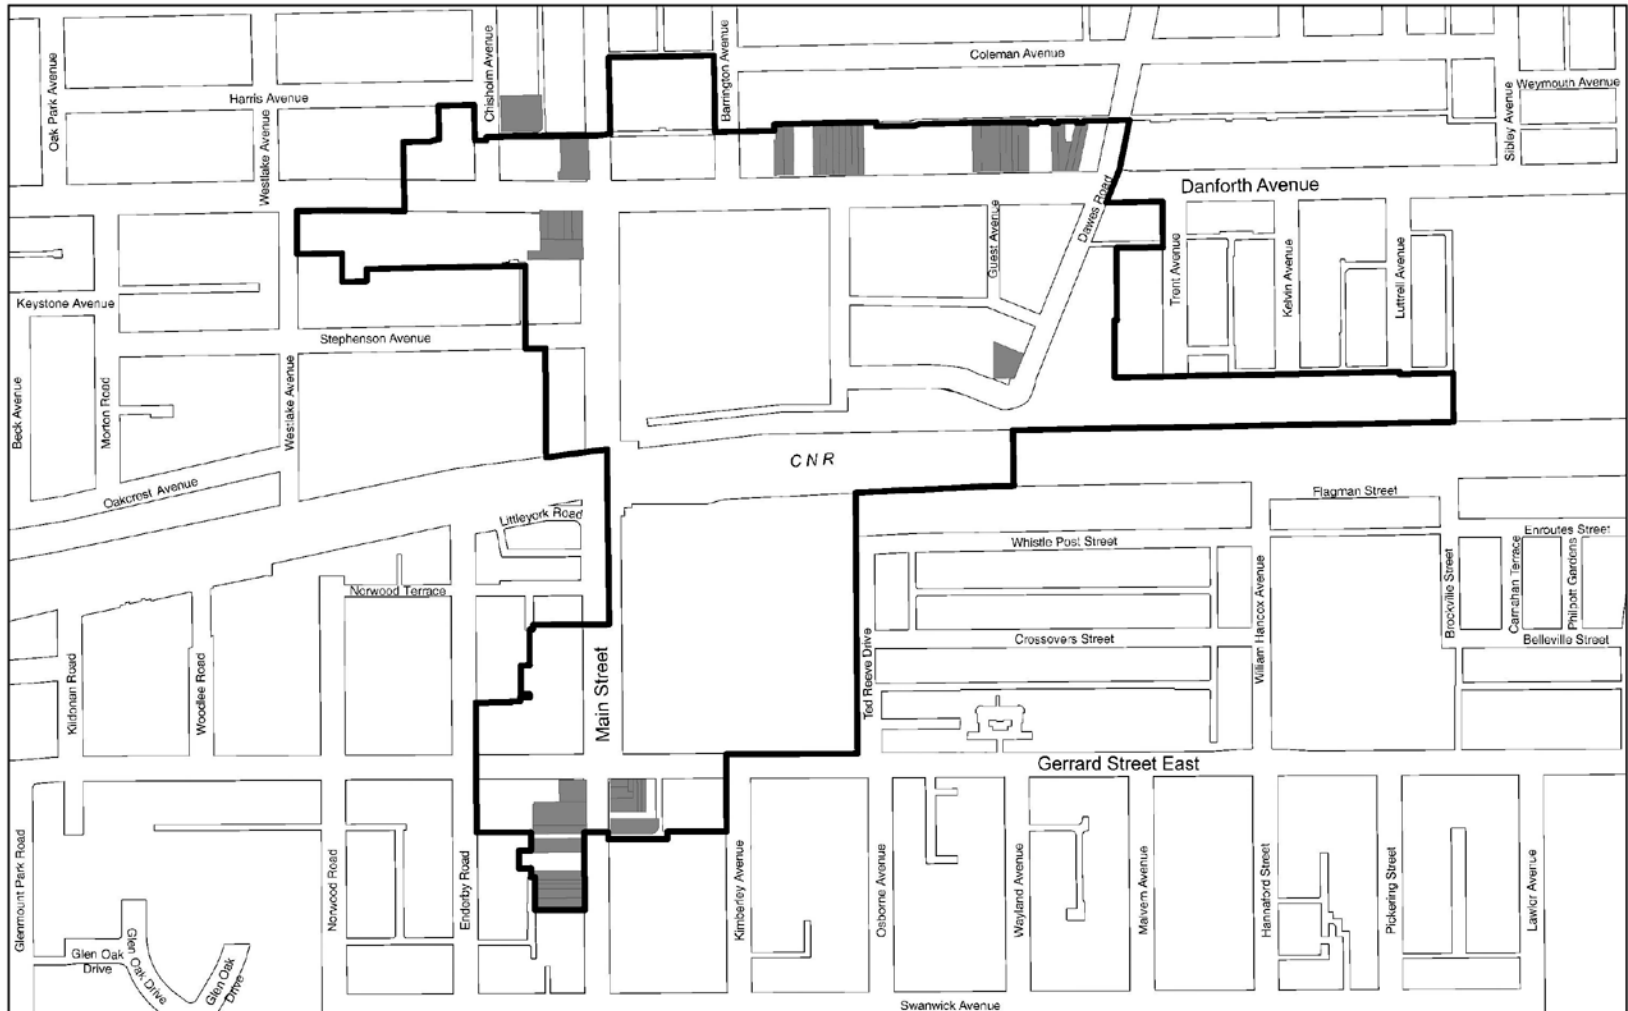 Coleman Avenue
Oak Park Avenue
Harris Avenue
Westlake Avenue
Chisholm Avenue
Barrington Avenue
Weymouth Avenue
Sibley Avenue
Danforth Avenue
Dawes Road
Guest Avenue
Trent Avenue
Kelvin Avenue
Luttrell Avenue
Keystone Avenue
Stephenson Avenue
Beck Avenue
Morton Road
Westlake Avenue
Oakcrest Avenue
CNR
Littleyork Road
Flagman Street
Enroutes Street
Whistle Post Street
Norwood Terrace
Crossovers Street
Belleville Street
Kildonan Road
Woodlee Road
Main Street
Ted Reeve Drive
William Hancox Avenue
Brockville Street
Carnahan Terrace
Philpott Gardens
Gerrard Street East
Glenmount Park Road
Norwood Road
Enderby Road
Kimberley Avenue
Osborne Avenue
Wayland Avenue
Malvern Avenue
Hannaford Street
Pickering Street
Lawlor Avenue
Glen Oak
Drive
Glen Oak Drive
Glen Oak
Drive
Swanwick Avenue